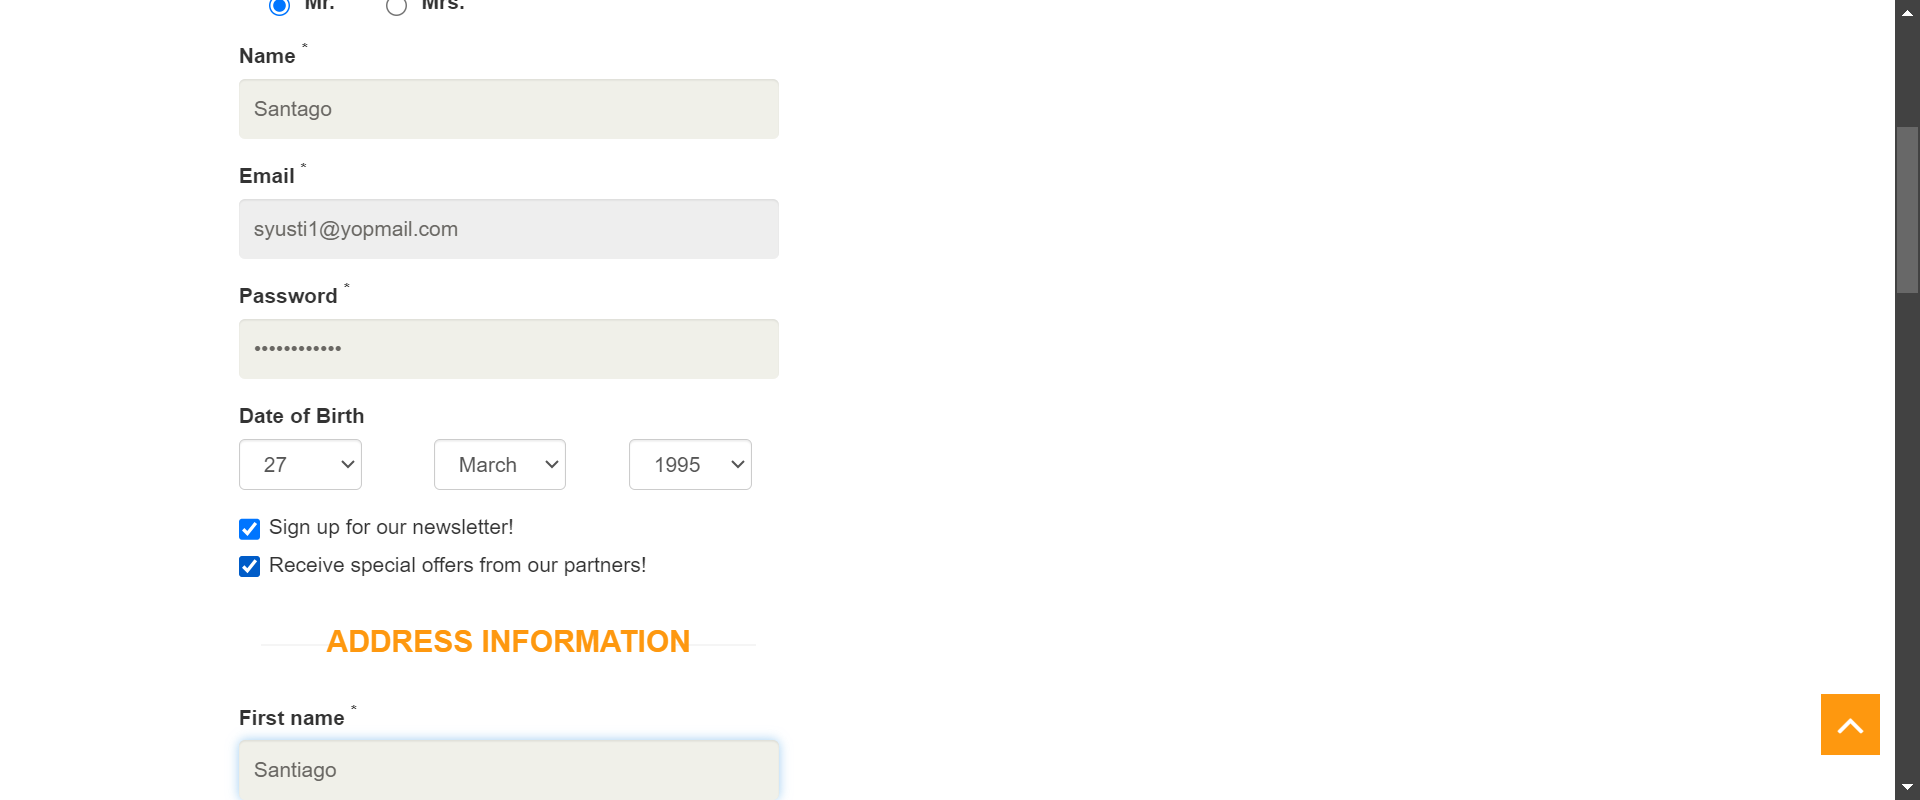 Mr. Mrs.
Name *
Santago
Email *
syusti1@yopmail.com
Password *
••••••••••••
Date of Birth
27 March 1995
Sign up for our newsletter!
Receive special offers from our partners!
ADDRESS INFORMATION
First name *
Santiago